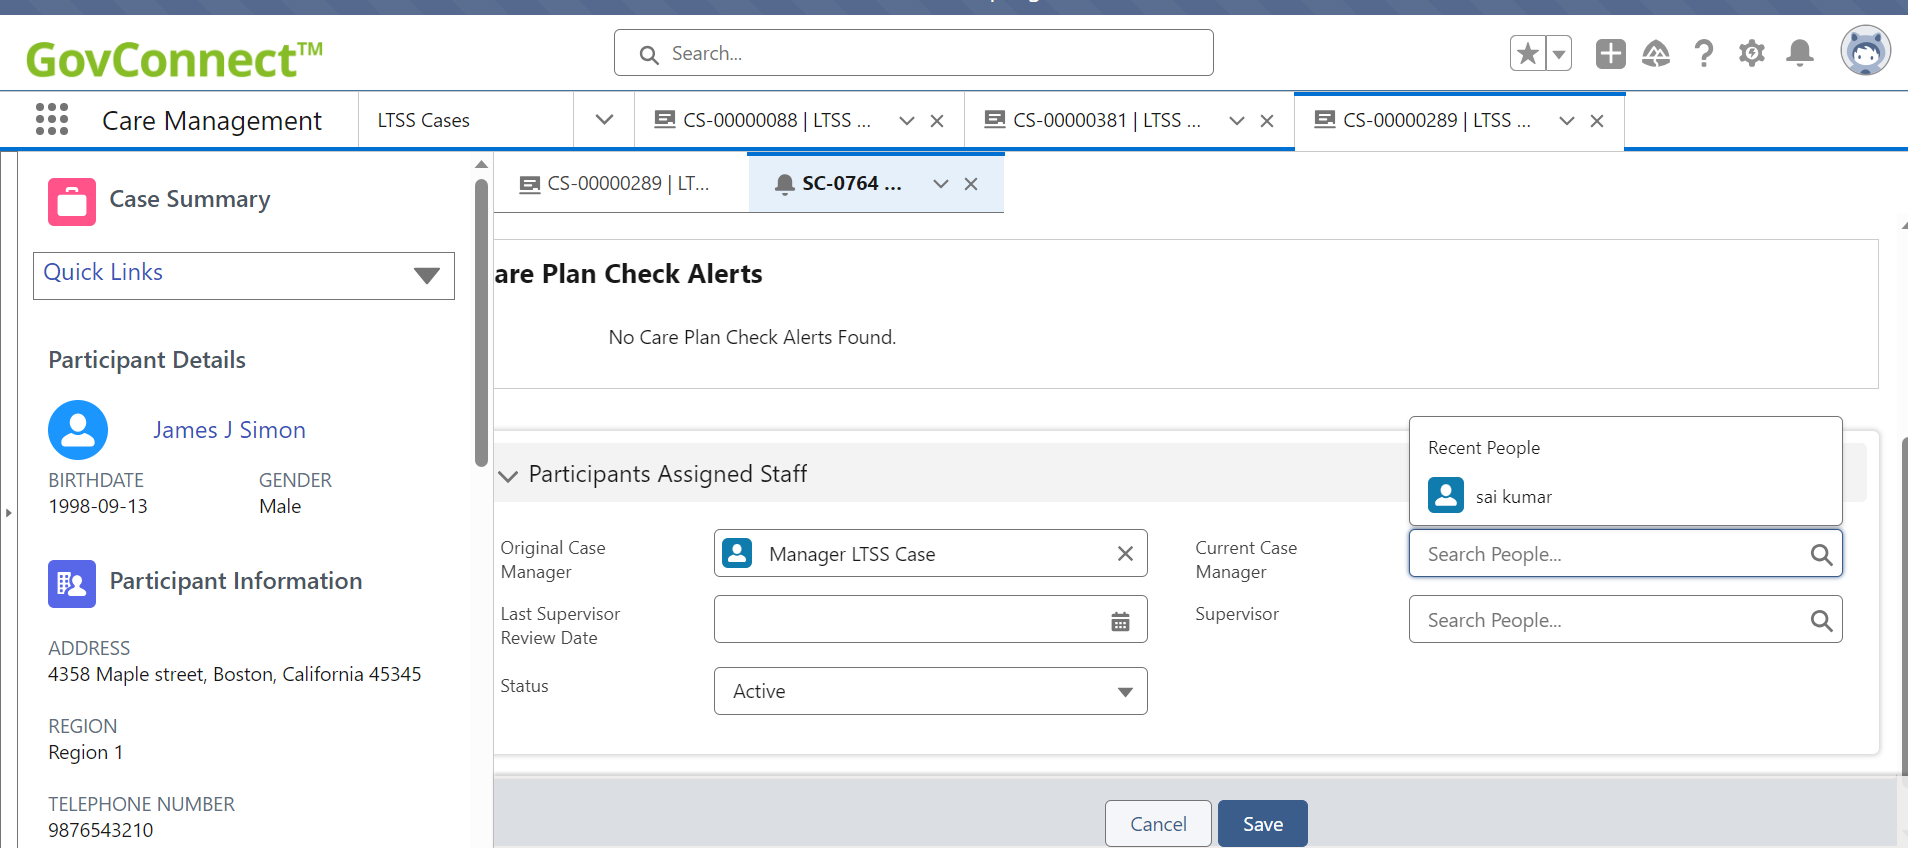 GovConnect™
Search...
Care Management
LTSS Cases
CS-00000088 | LTSS ...
CS-00000381 | LTSS ...
CS-00000289 | LTSS ...
Case Summary
Quick Links
Participant Details
James J Simon
BIRTHDATE
GENDER
1998-09-13
Male
Participant Information
ADDRESS
4358 Maple street, Boston, California 45345
REGION
Region 1
TELEPHONE NUMBER
9876543210
CS-00000289 | LT...
SC-0764 ...
are Plan Check Alerts
No Care Plan Check Alerts Found.
Participants Assigned Staff
Recent People
sai kumar
Original Case
Manager
Manager LTSS Case
Current Case
Manager
Search People...
Last Supervisor
Review Date
Supervisor
Search People...
Status
Active
Cancel
Save